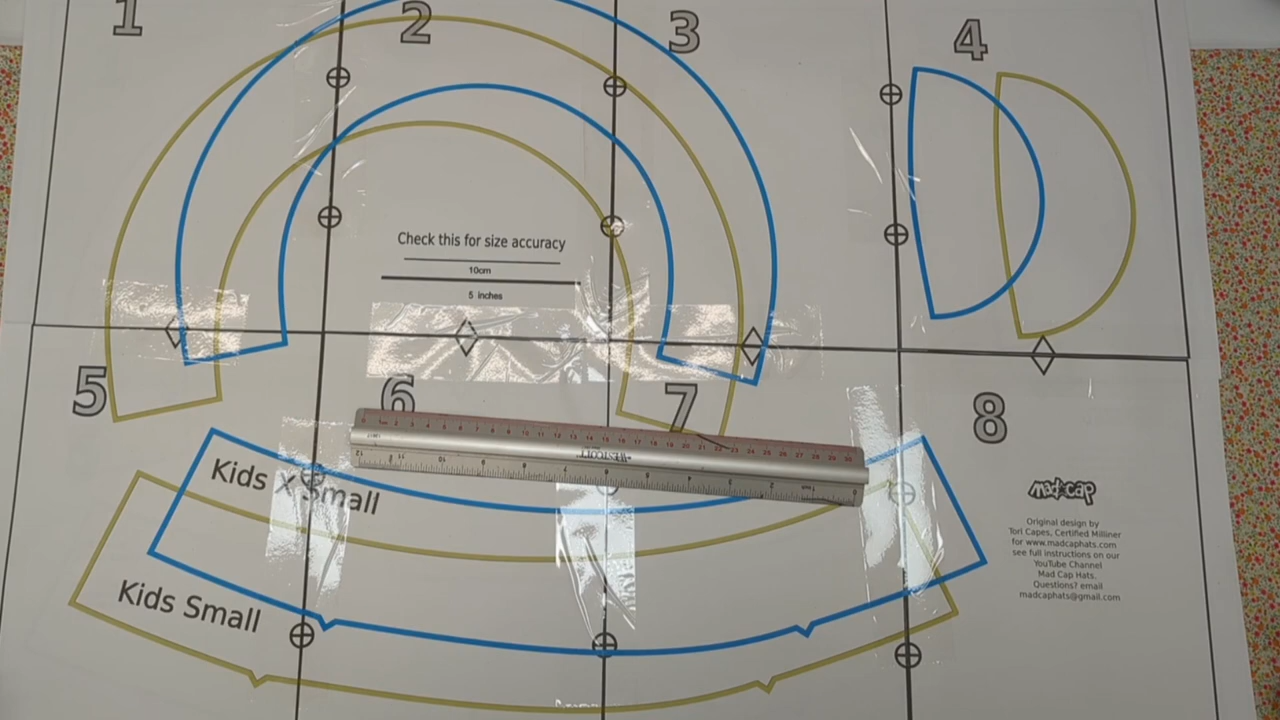 1
2
3
4
Check this for size accuracy
10cm
5 inches
5
6
7
8
WESTCOTT
Kids x Small
Kids Small
mad cap
Original design by
Tori Capes, Certified Milliner
for www.madcaphats.com
see full instructions on our
YouTube Channel
Mad Cap Hats.
Questions? email
madcaphats@gmail.com